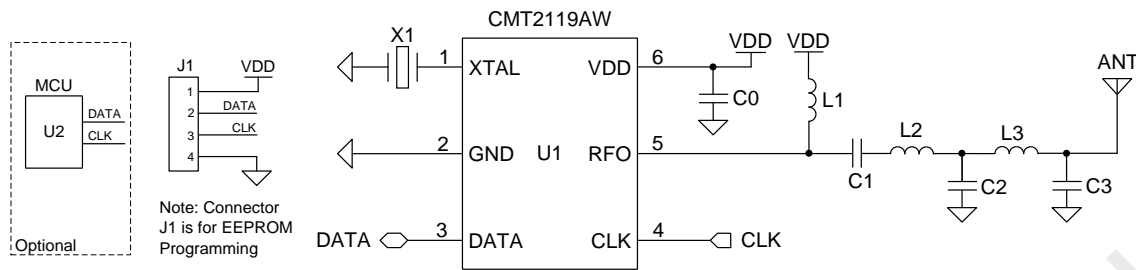 CMT2119AW
X1
1
XTAL
VDD
6
VDD
VDD
ANT
J1
VDD
MCU
1
DATA
2
DATA
C0
L1
U2
CLK
3
CLK
2
GND
U1
RFO
5
L2
L3
4
C1
C2
C3
Note: Connector
J1 is for EEPROM
Programming
Optional
DATA
3
DATA
CLK
4
CLK